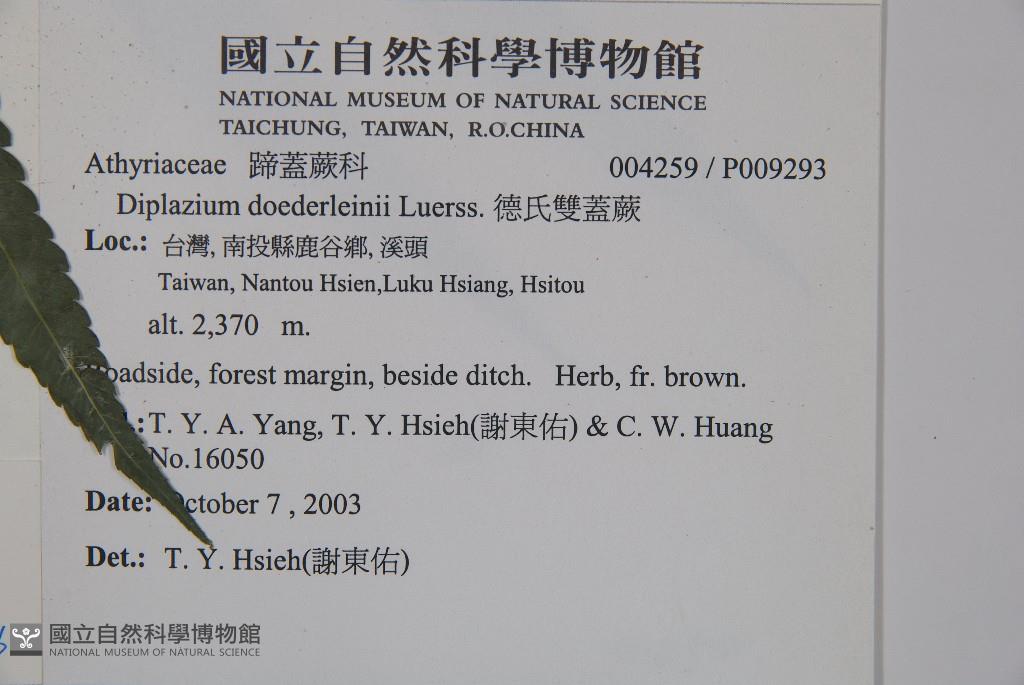 國立自然科學博物館
NATIONAL MUSEUM OF NATURAL SCIENCE
TAICHUNG, TAIWAN, R.O.CHINA
Athyriaceae 蹄蓋蕨科 004259 / P009293
Diplazium doederleinii Luerss. 德氏雙蓋蕨
Loc.: 台灣, 南投縣鹿谷鄉, 溪頭
Taiwan, Nantou Hsien,Luku Hsiang, Hsitou
alt. 2,370 m.
Roadside, forest margin, beside ditch. Herb, fr. brown.
.: T. Y. A. Yang, T. Y. Hsieh(謝東佑) & C. W. Huang
No.16050
Date: October 7 , 2003
Det.: T. Y. Hsieh(謝東佑)
國立自然科學博物館
NATIONAL MUSEUM OF NATURAL SCIENCE